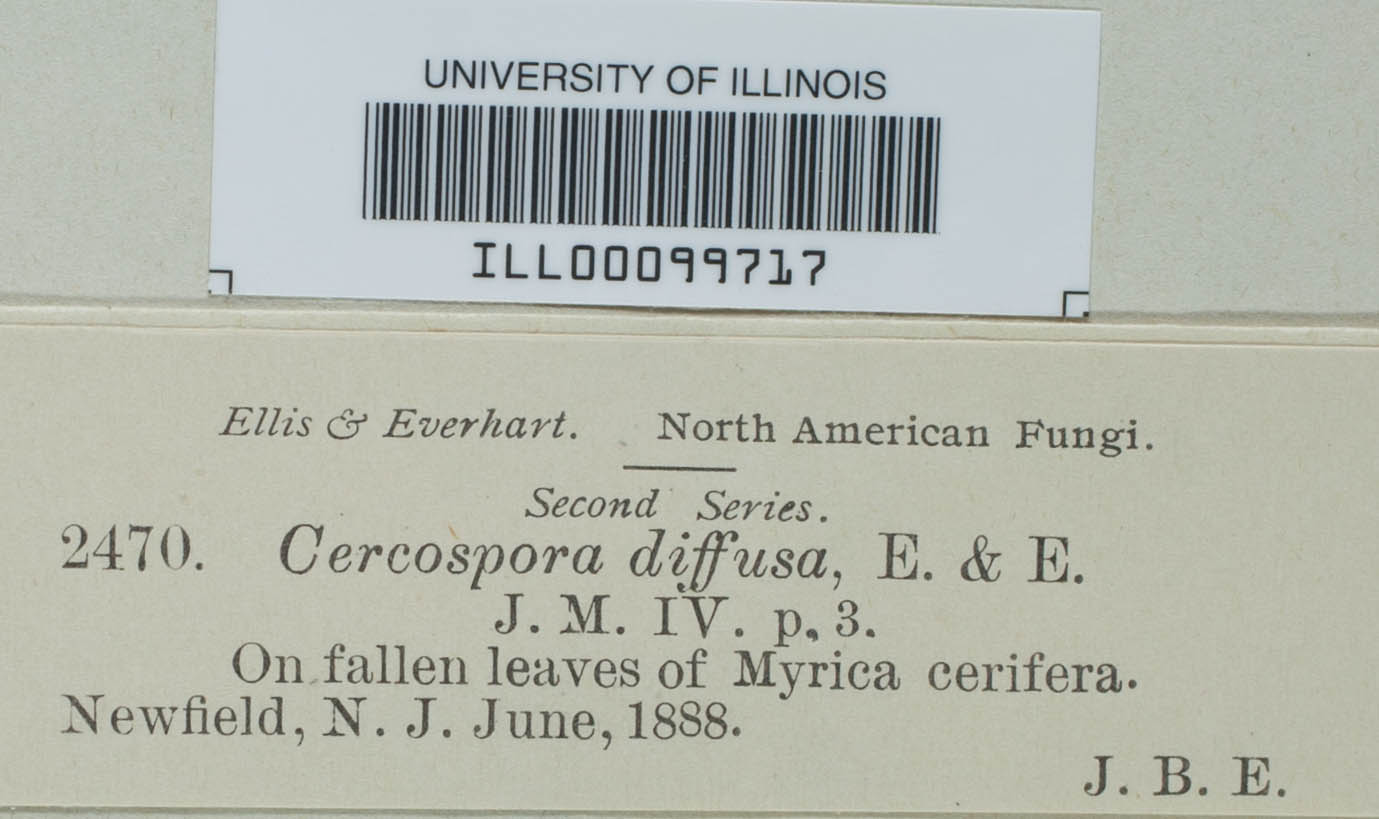 UNIVERSITY OF ILLINOIS
ILL00099717
Ellis & Everhart. North American Fungi.
Second Series.
2470. Cercospora diffusa, E. & E.
J. M. IV. p. 3.
On fallen leaves of Myrica cerifera.
Newfield, N. J. June, 1888.
J. B. E.